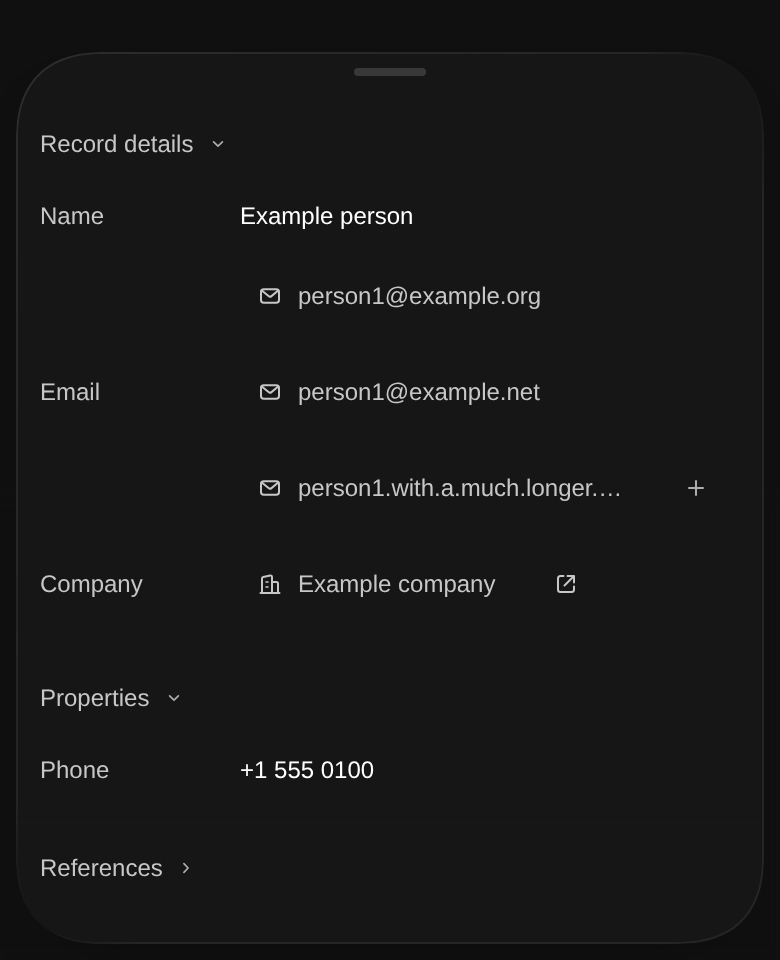 Record details
Name Example person
person1@example.org
Email person1@example.net
person1.with.a.much.longer.…
Company Example company
Properties
Phone +1 555 0100
References